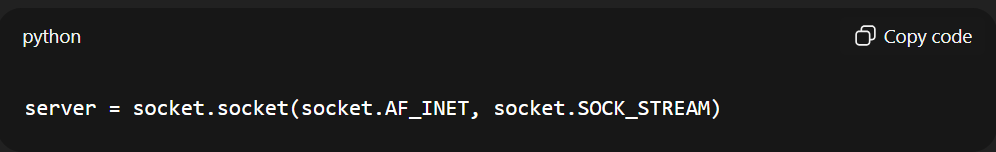 python
Copy code
server = socket.socket(socket.AF_INET, socket.SOCK_STREAM)